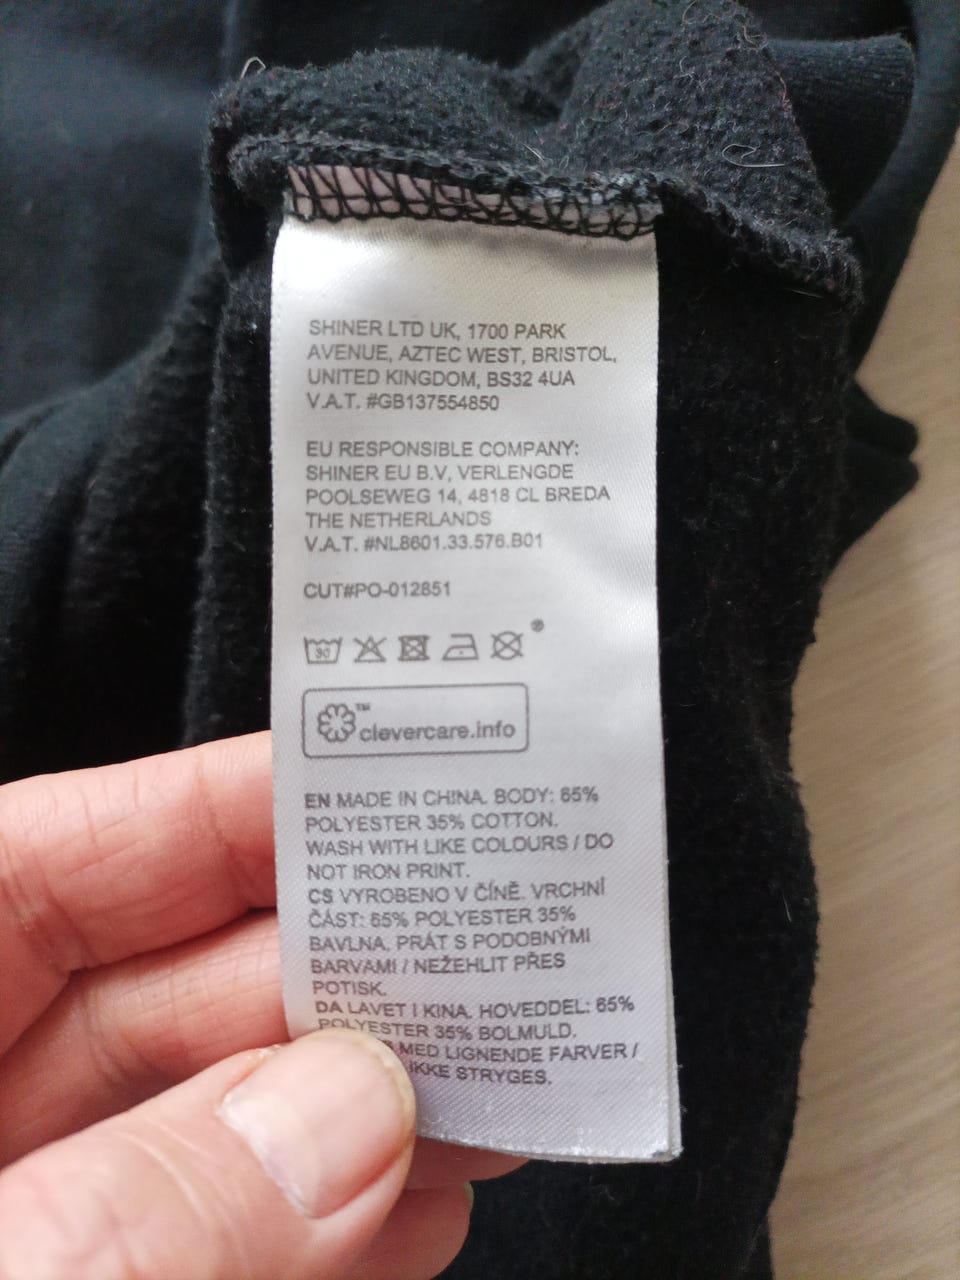 SHINER LTD UK, 1700 PARK
AVENUE, AZTEC WEST, BRISTOL,
UNITED KINGDOM, BS32 4UA
V.A.T. #GB137554850
EU RESPONSIBLE COMPANY:
SHINER EU B.V, VERLENGDE
POOLSEWEG 14, 4818 CL BREDA
THE NETHERLANDS
V.A.T. #NL8601.33.576.B01
CUT#PO-012851
30
clevercare.info™
EN MADE IN CHINA. BODY: 65%
POLYESTER 35% COTTON.
WASH WITH LIKE COLOURS / DO
NOT IRON PRINT.
CS VYROBENO V ČÍNĚ. VRCHNÍ
ČÁST: 65% POLYESTER 35%
BAVLNA. PRÁT S PODOBNÝMI
BARVAMI / NEŽEHLIT PŘES
POTISK.
DA LAVET I KINA. HOVEDDEL: 65%
POLYESTER 35% BOLMULD.
MED LIGNENDE FARVER /
IKKE STRYGES.